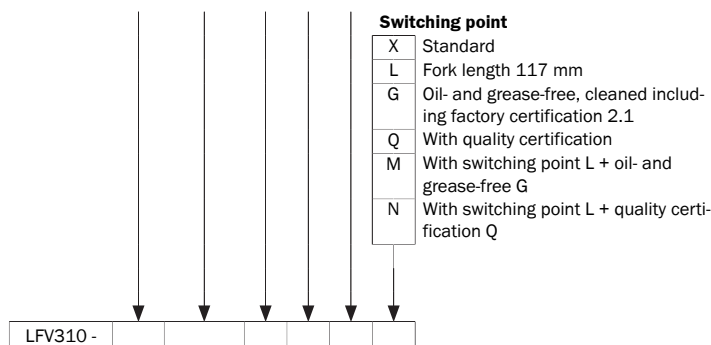 Switching point
X Standard
L Fork length 117 mm
G Oil- and grease-free, cleaned includ-
ing factory certification 2.1
Q With quality certification
M With switching point L + oil- and
grease-free G
N With switching point L + quality certi-
fication Q
LFV310 -